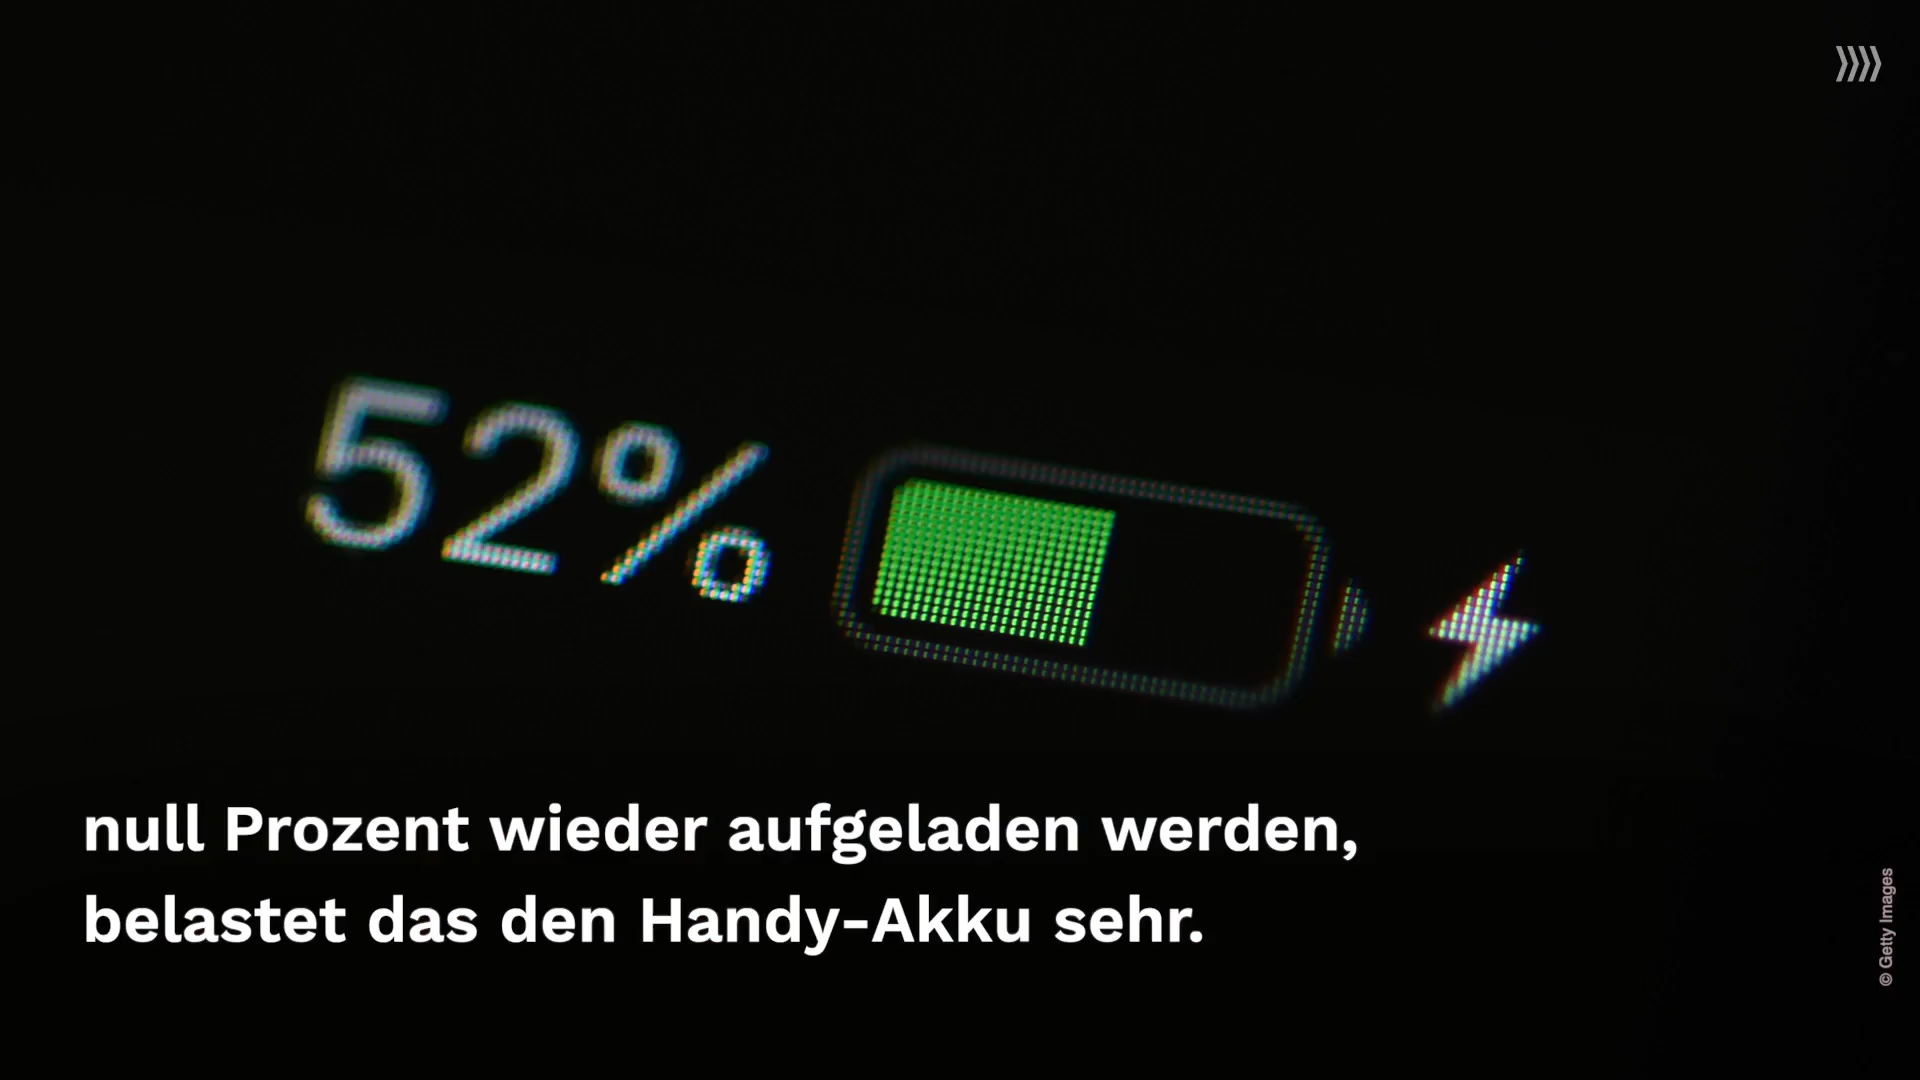 52%
null Prozent wieder aufgeladen werden,
belastet das den Handy-Akku sehr.
© Getty Images